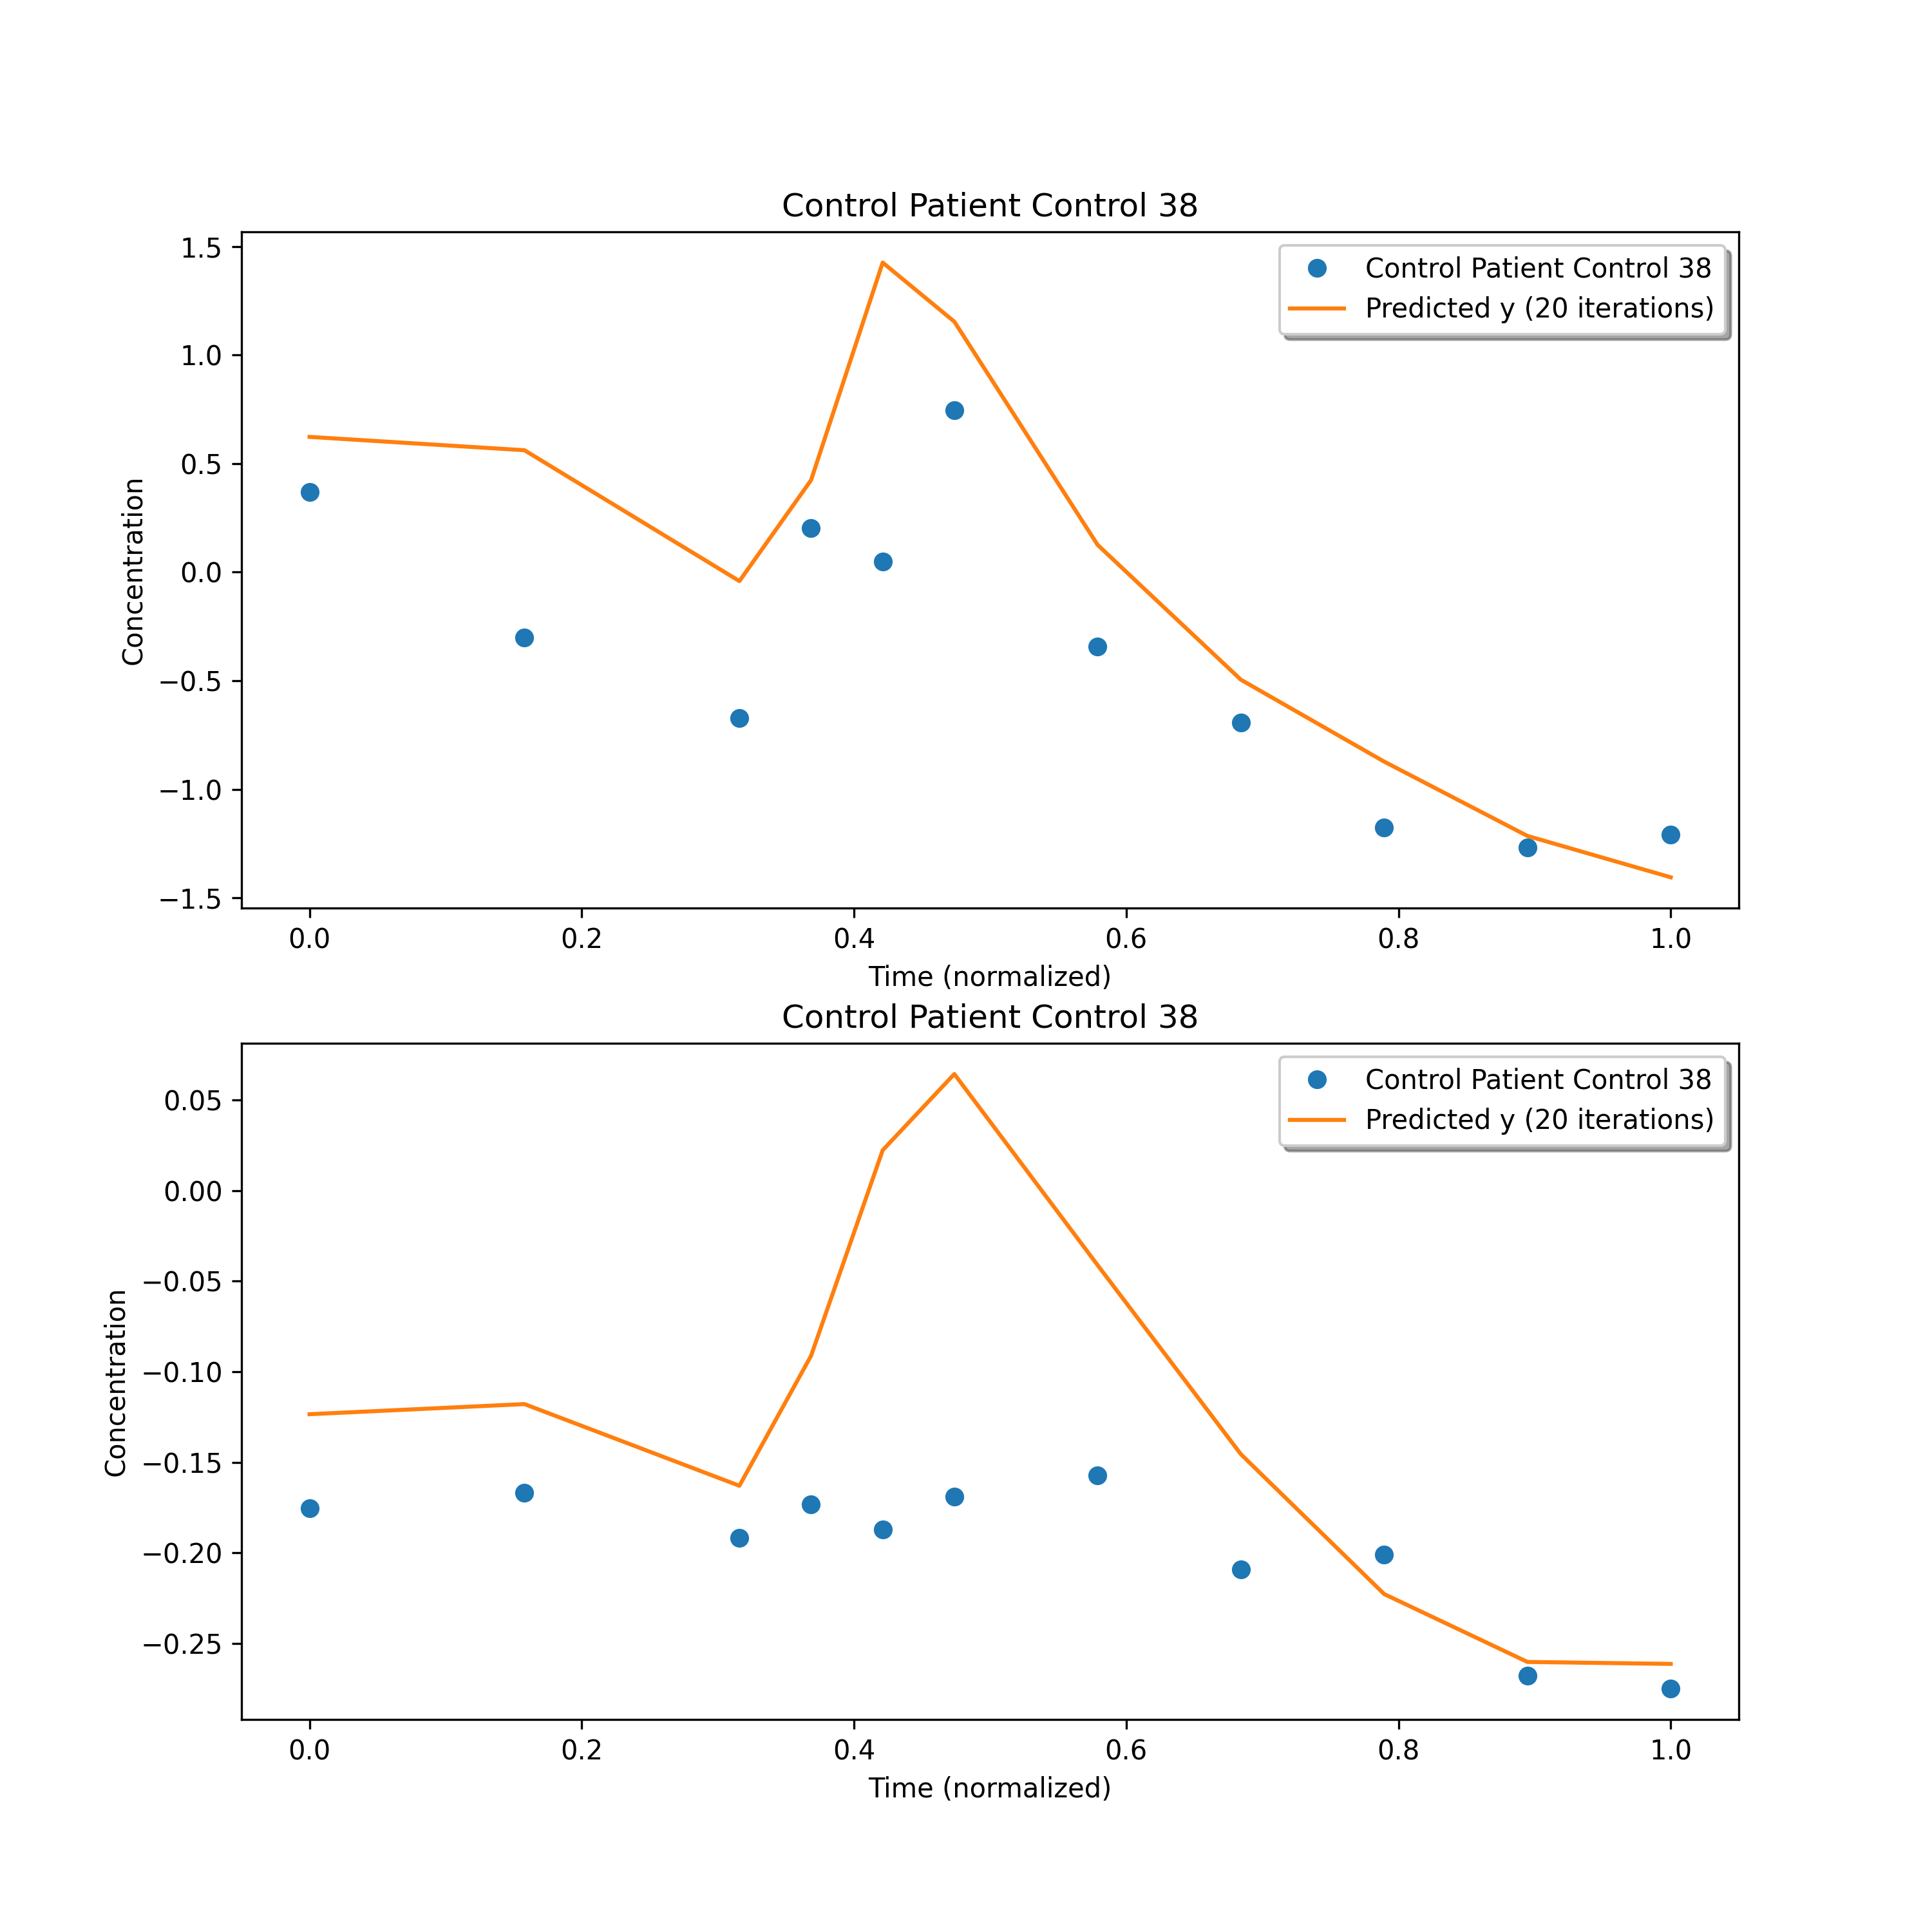 Control Patient Control 38
1.5
1.0
0.5
0.0
−0.5
−1.0
−1.5
Concentration
Control Patient Control 38
Predicted y (20 iterations)
0.0 0.2 0.4 0.6 0.8 1.0
Time (normalized)
Control Patient Control 38
0.05
0.00
−0.05
−0.10
−0.15
−0.20
−0.25
Concentration
Control Patient Control 38
Predicted y (20 iterations)
0.0 0.2 0.4 0.6 0.8 1.0
Time (normalized)